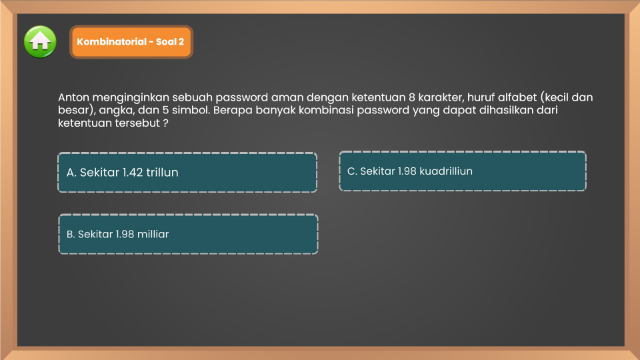 Kombinatorial - Soal 2
Anton menginginkan sebuah password aman dengan ketentuan 8 karakter, huruf alfabet (kecil dan
besar), angka, dan 5 simbol. Berapa banyak kombinasi password yang dapat dihasilkan dari
ketentuan tersebut ?
A. Sekitar 1.42 trillun
C. Sekitar 1.98 kuadrilliun
B. Sekitar 1.98 milliar